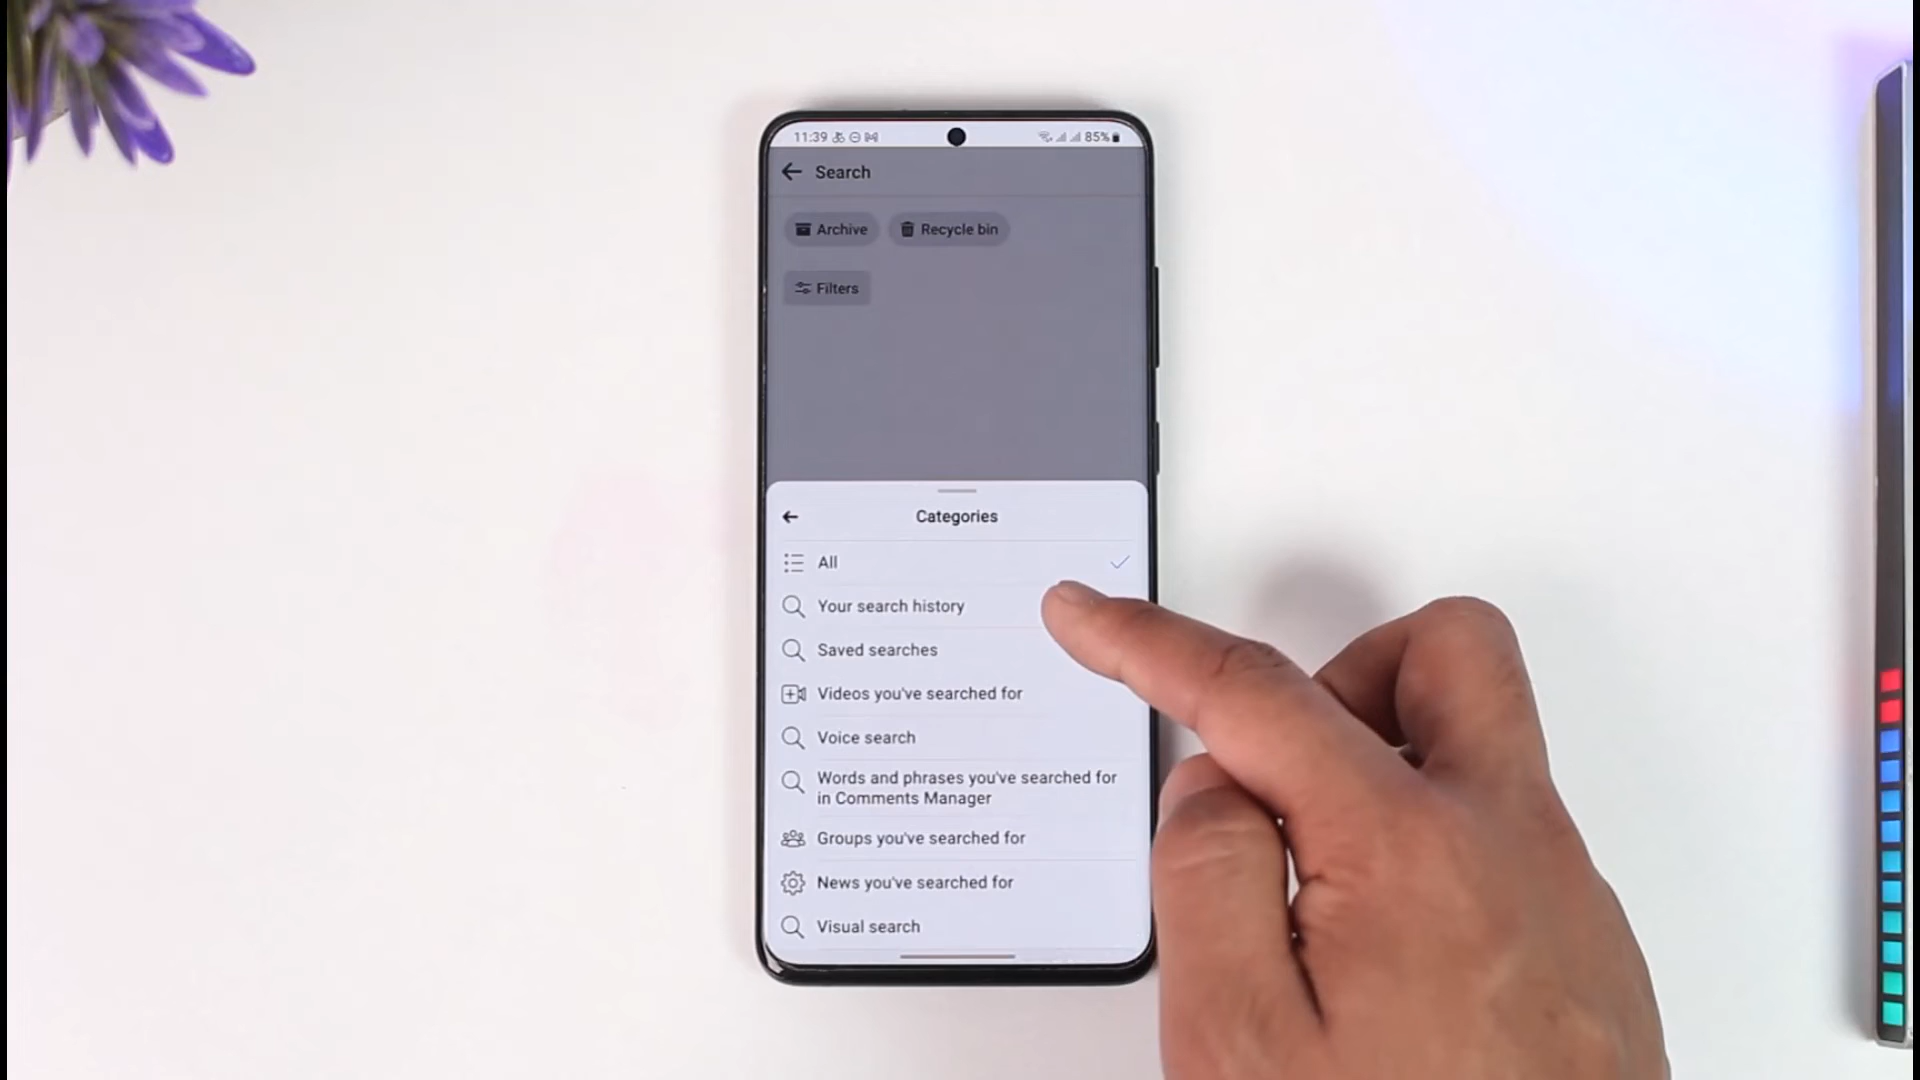 11:39 85%
Search
Archive Recycle bin
Filters
Categories
All
Your search history
Saved searches
Videos you've searched for
Voice search
Words and phrases you've searched for
in Comments Manager
Groups you've searched for
News you've searched for
Visual search